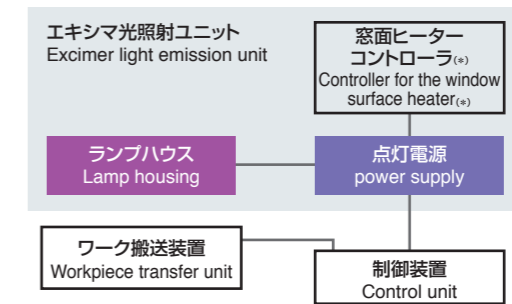 エキシマ光照射ユニット
Excimer light emission unit
窓面ヒーター
コントローラ(*)
Controller for the window
surface heater(*)
ランプハウス
Lamp housing
点灯電源
power supply
ワーク搬送装置
Workpiece transfer unit
制御装置
Control unit